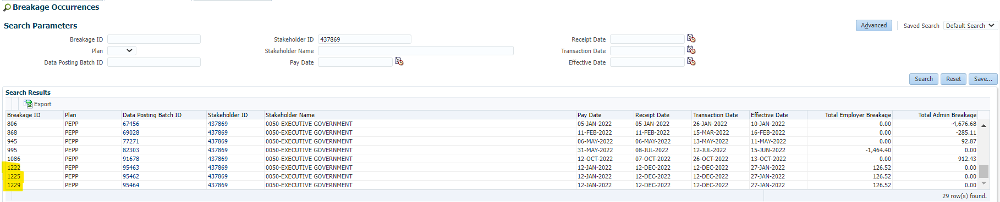 Breakage Occurrences
Search Parameters
Advanced Saved Search Default Search
Breakage ID Stakeholder ID 437869 Receipt Date
Plan Stakeholder Name Transaction Date
Data Posting Batch ID Pay Date Effective Date
Search Reset Save...
Search Results
Export
Breakage ID Plan Data Posting Batch ID Stakeholder ID Stakeholder Name Pay Date Receipt Date Transaction Date Effective Date Total Employer Breakage Total Admin Breakage
806 PEPP 67456 437869 0050-EXECUTIVE GOVERNMENT 05-JAN-2022 05-JAN-2022 26-JAN-2022 10-JAN-2022 0.00 -4,676.68
868 PEPP 69028 437869 0050-EXECUTIVE GOVERNMENT 11-FEB-2022 11-FEB-2022 15-MAR-2022 16-FEB-2022 0.00 -285.11
945 PEPP 77271 437869 0050-EXECUTIVE GOVERNMENT 06-MAY-2022 06-MAY-2022 13-MAY-2022 11-MAY-2022 0.00 92.87
995 PEPP 82303 437869 0050-EXECUTIVE GOVERNMENT 31-MAY-2022 08-JUL-2022 12-JUL-2022 15-JUN-2022 -1,464.40 0.00
1086 PEPP 91678 437869 0050-EXECUTIVE GOVERNMENT 12-OCT-2022 07-OCT-2022 26-OCT-2022 13-OCT-2022 0.00 912.43
1222 PEPP 95463 437869 0050-EXECUTIVE GOVERNMENT 12-JAN-2022 12-DEC-2022 12-DEC-2022 27-JAN-2022 126.52 0.00
1225 PEPP 95462 437869 0050-EXECUTIVE GOVERNMENT 12-JAN-2022 12-DEC-2022 12-DEC-2022 27-JAN-2022 126.52 0.00
1229 PEPP 95464 437869 0050-EXECUTIVE GOVERNMENT 12-JAN-2022 12-DEC-2022 12-DEC-2022 27-JAN-2022 126.52 0.00
29 row(s) found.